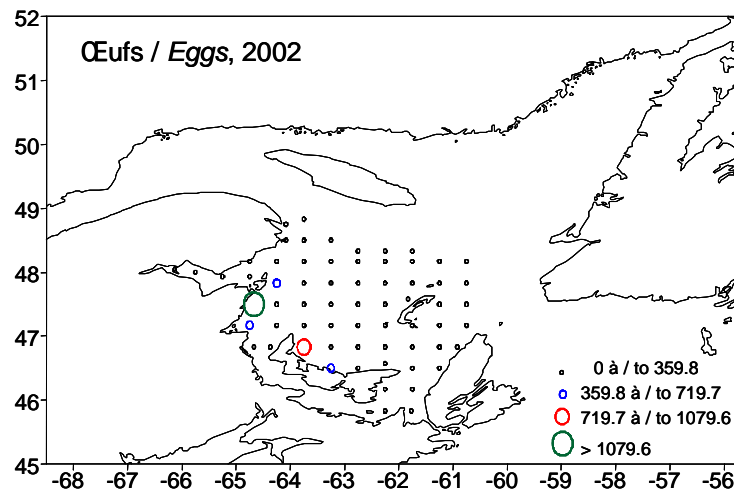 Œufs / Eggs, 2002
52
51
50
49
48
47
46
45
0 à / to 359.8
359.8 à / to 719.7
719.7 à / to 1079.6
> 1079.6
-68 -67 -66 -65 -64 -63 -62 -61 -60 -59 -58 -57 -56